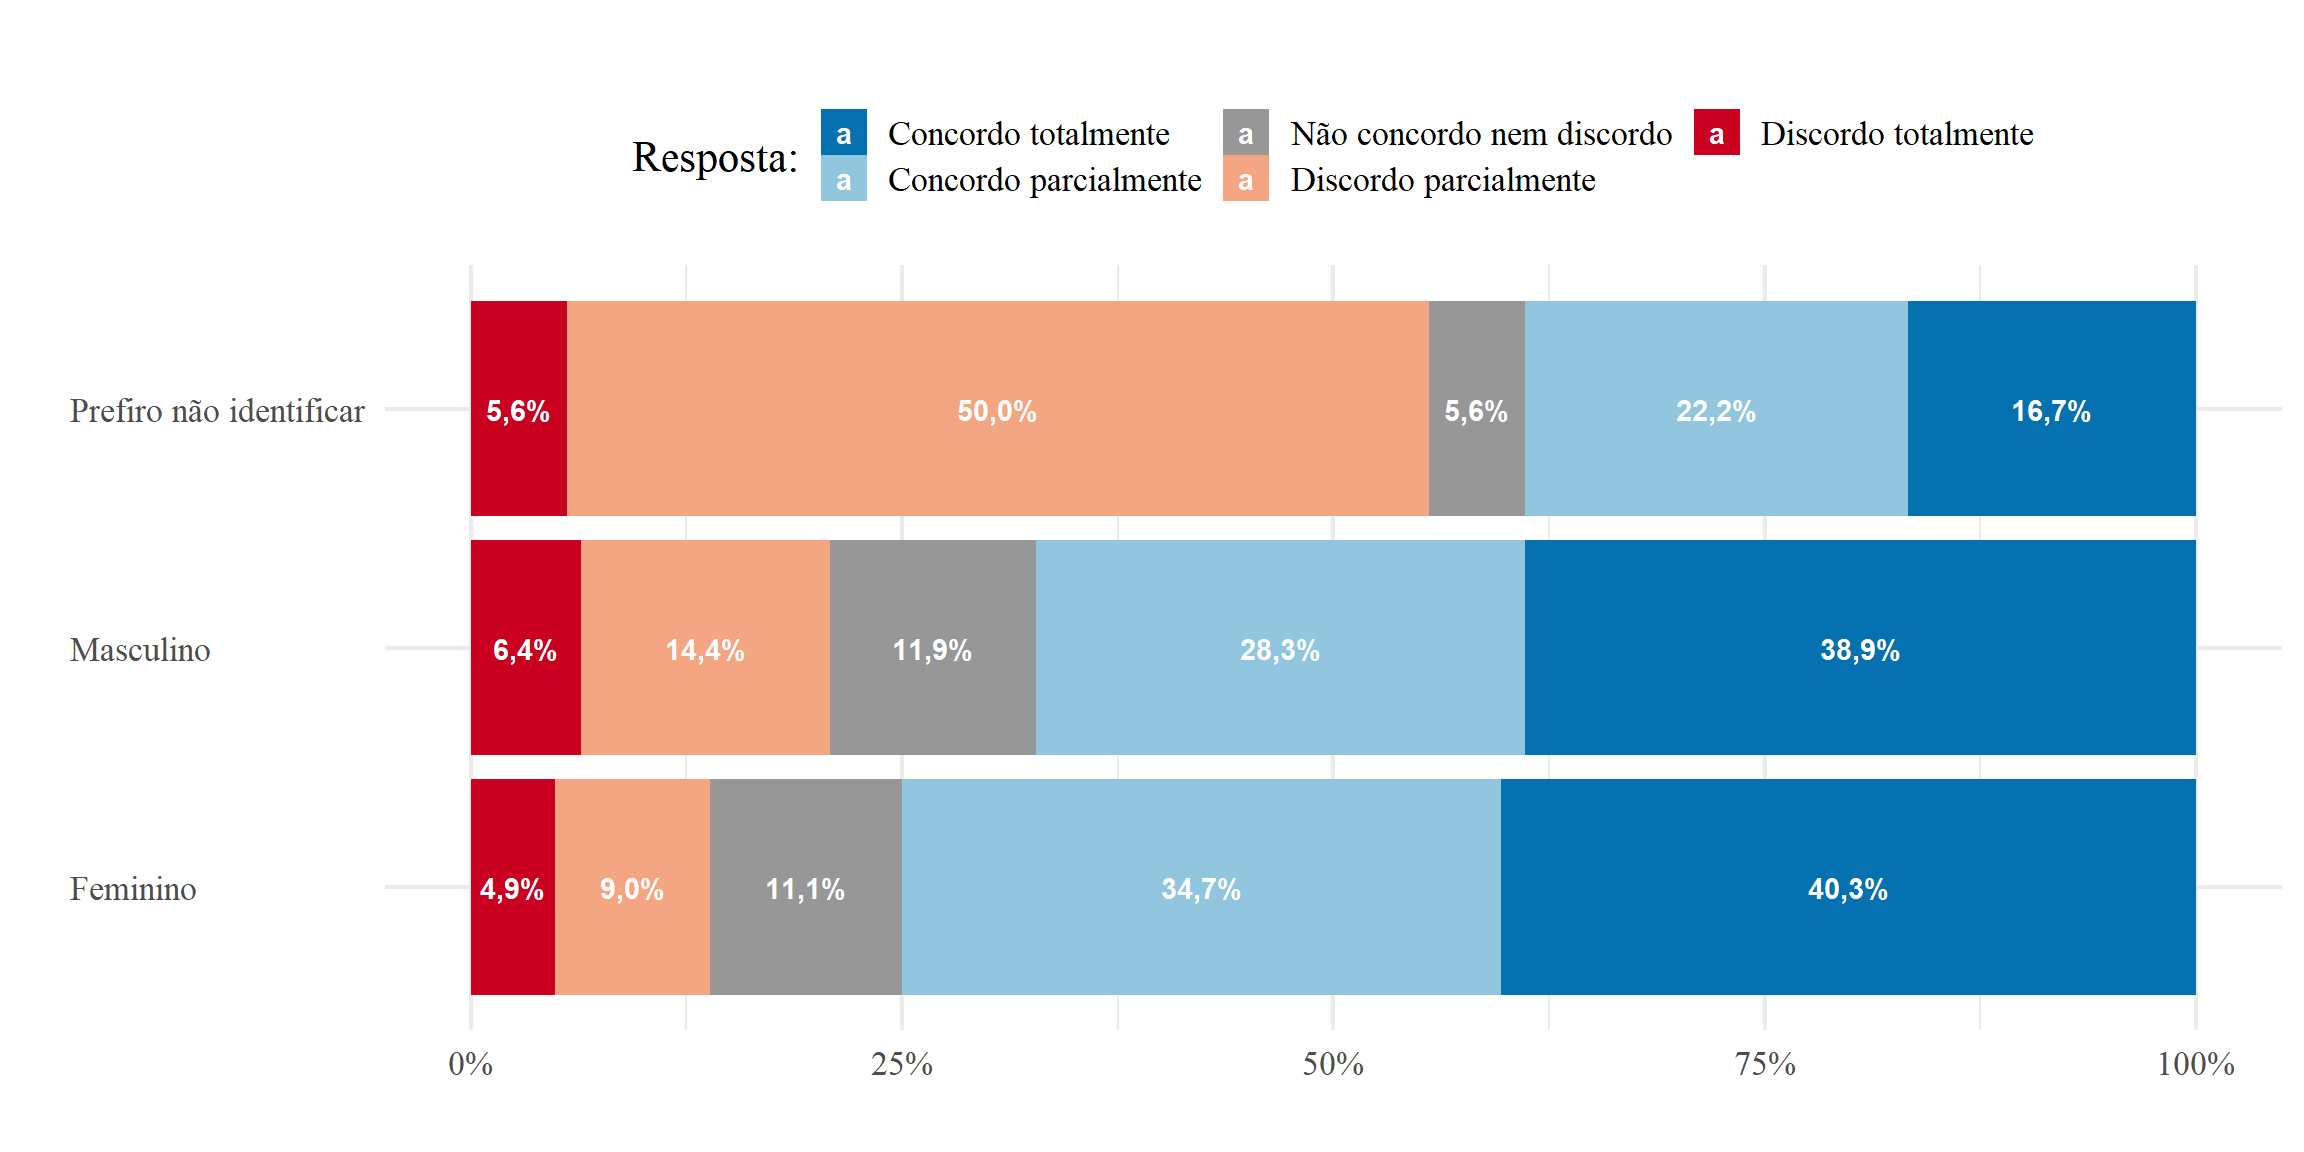 Resposta:
a Concordo totalmente
a Concordo parcialmente
a Não concordo nem discordo
a Discordo parcialmente
a Discordo totalmente
Prefiro não identificar
5,6% 50,0% 5,6% 22,2% 16,7%
Masculino
6,4% 14,4% 11,9% 28,3% 38,9%
Feminino
4,9% 9,0% 11,1% 34,7% 40,3%
0% 25% 50% 75% 100%